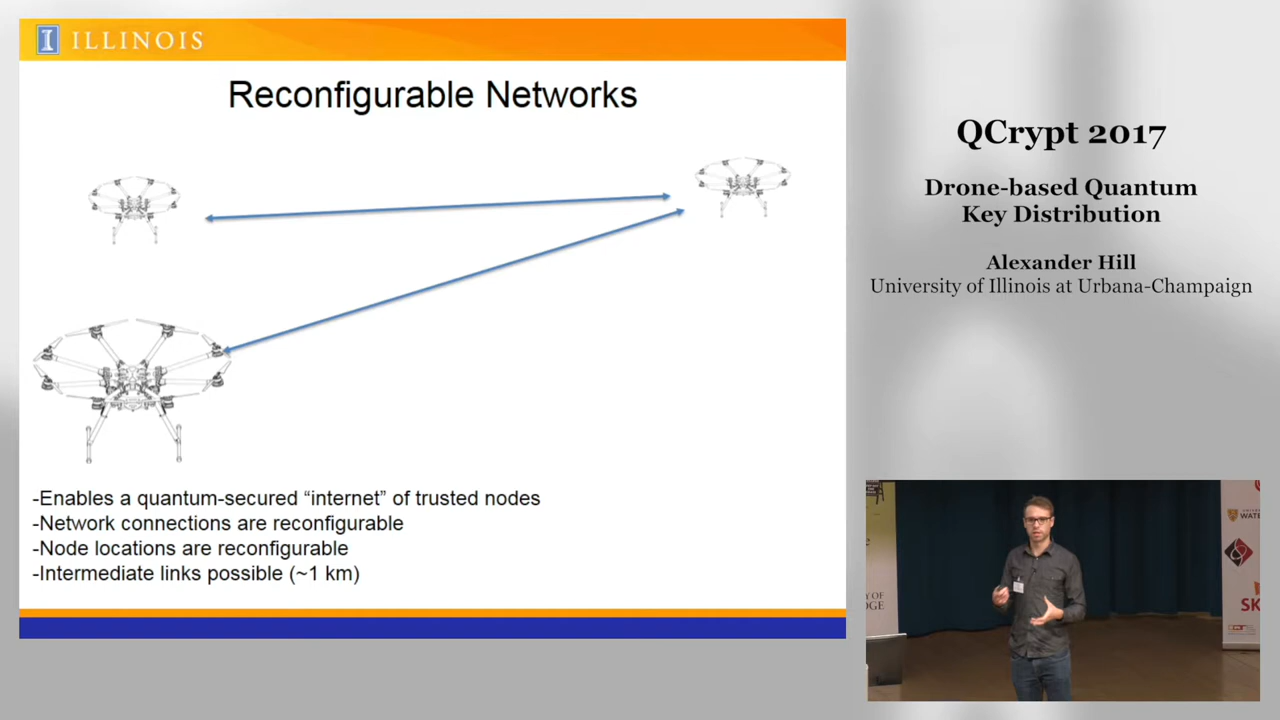 I ILLINOIS
Reconfigurable Networks
-Enables a quantum-secured “internet” of trusted nodes
-Network connections are reconfigurable
-Node locations are reconfigurable
-Intermediate links possible (~1 km)
QCrypt 2017
Drone-based Quantum
Key Distribution
Alexander Hill
University of Illinois at Urbana-Champaign
WATE
SK